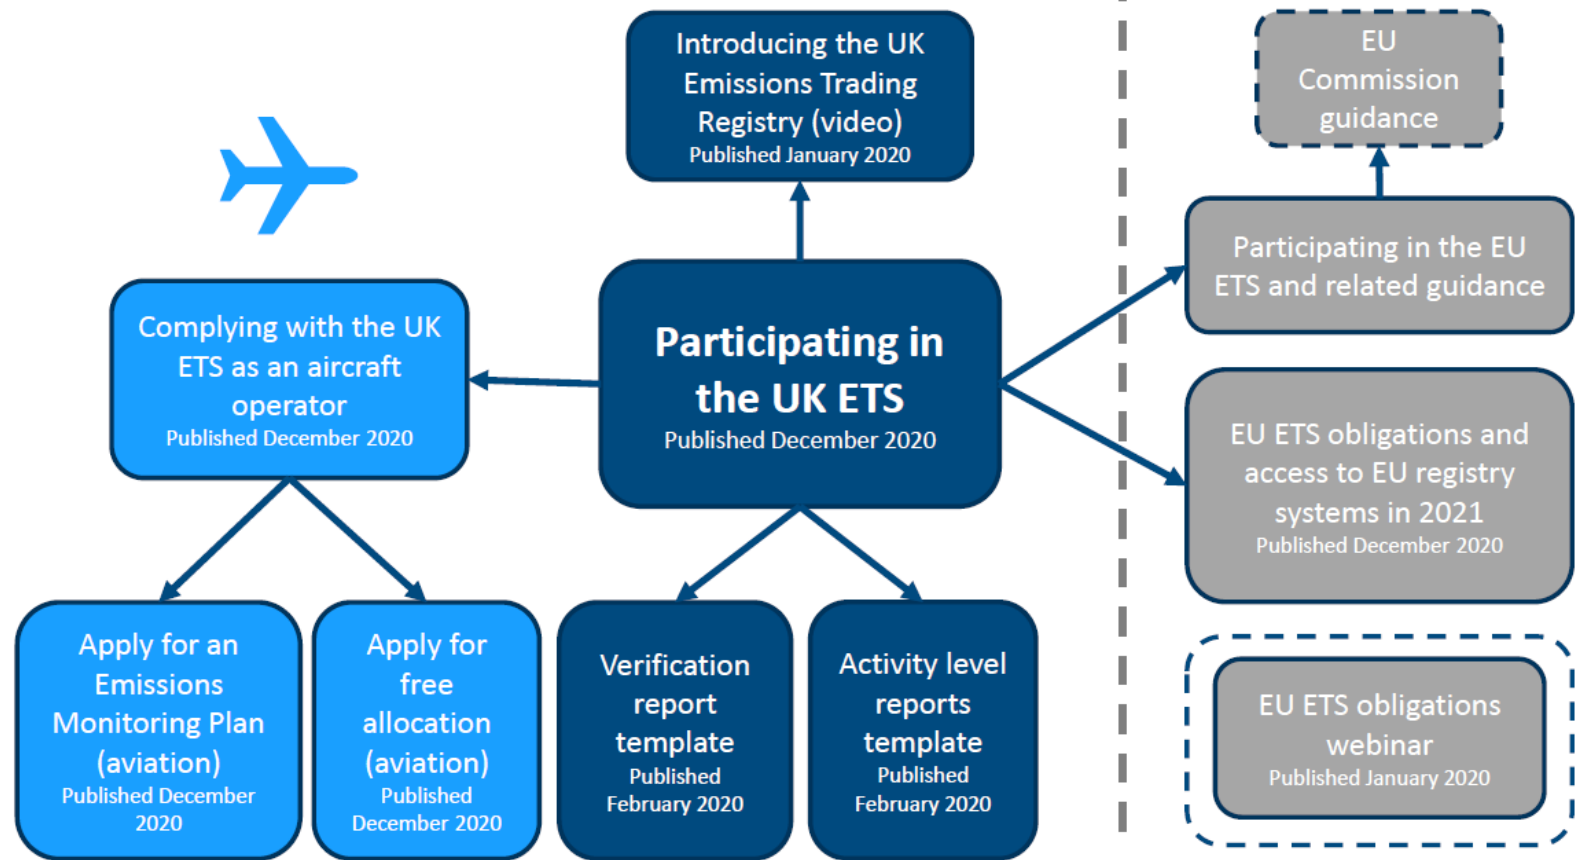 Introducing the UK
Emissions Trading
Registry (video)
Published January 2020
EU
Commission
guidance
Participating in the EU
ETS and related guidance
Complying with the UK
ETS as an aircraft
operator
Published December 2020
Participating in
the UK ETS
Published December 2020
EU ETS obligations and
access to EU registry
systems in 2021
Published December 2020
Apply for an
Emissions
Monitoring Plan
(aviation)
Published December
2020
Apply for
free
allocation
(aviation)
Published
December 2020
Verification
report
template
Published
February 2020
Activity level
reports
template
Published
February 2020
EU ETS obligations
webinar
Published January 2020